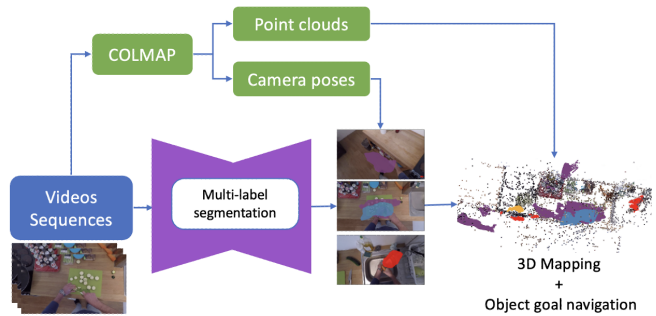 Point clouds
COLMAP
Camera poses
Videos
Sequences
Multi-label
segmentation
3D Mapping
+
Object goal navigation